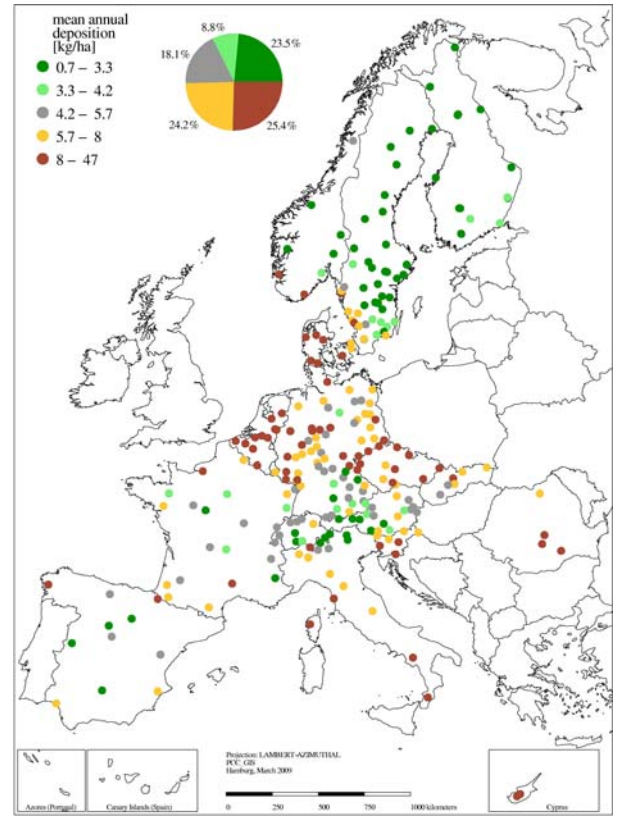 mean annual
deposition
[kg/ha]
0.7 – 3.3
3.3 – 4.2
4.2 – 5.7
5.7 – 8
8 – 47
8.8%
23.5%
18.1%
24.2%
25.4%
Projection: LAMBERT-AZIMUTHAL
PCC_GIS
Hamburg, March 2009
0 250 500 750 1000 kilometers
Azores (Portugal)
Canary Islands (Spain)
Cyprus